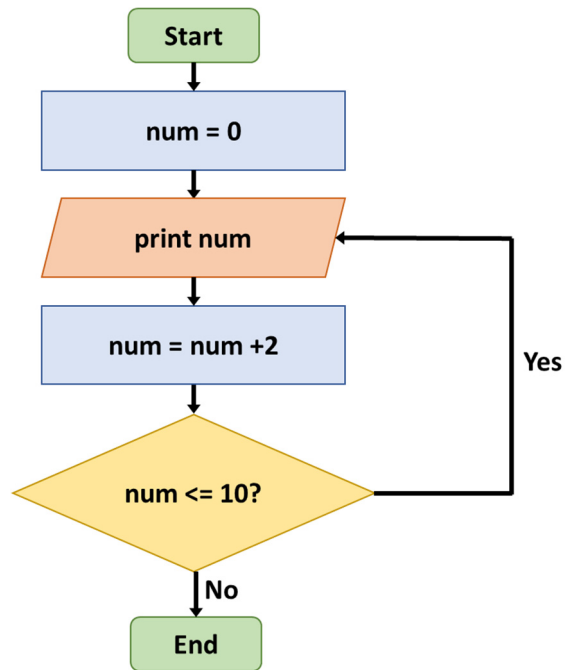 Start
num = 0
print num
num = num +2
Yes
num <= 10?
No
End